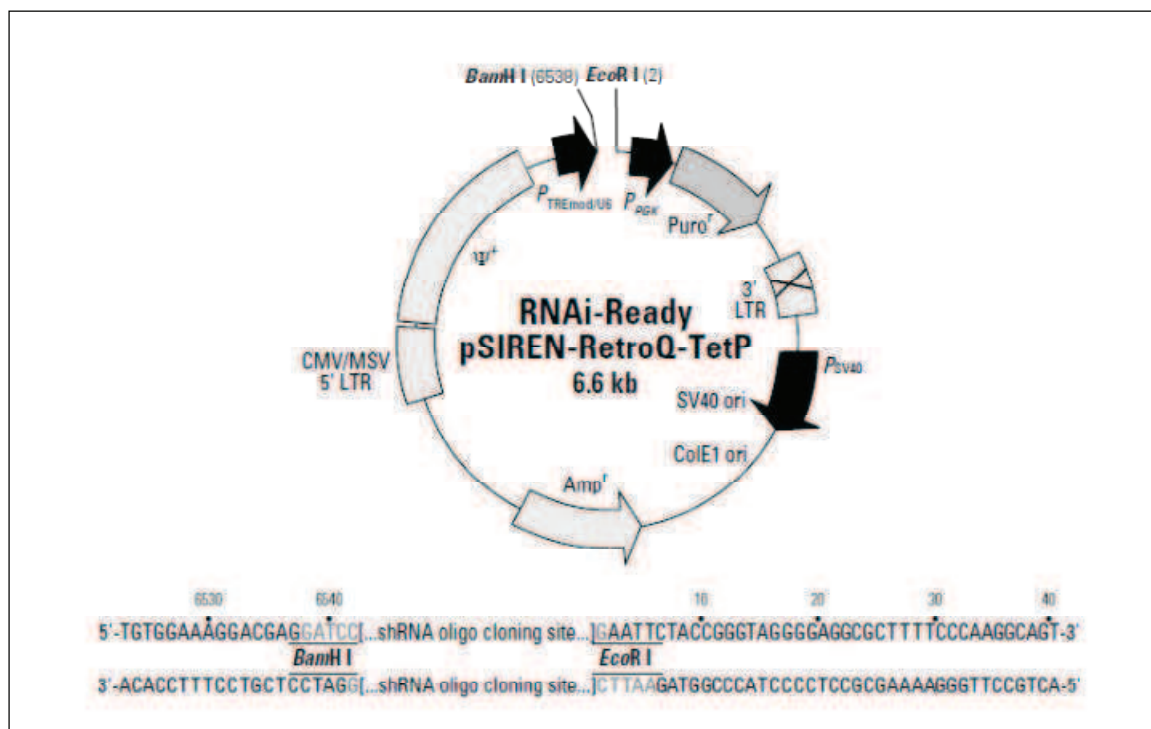 BamH I (6538) EcoR I (2)
PTREmod/U6 PPGK
Puroʳ
Ψ⁺
3'
LTR
RNAi-Ready
pSIREN-RetroQ-TetP
6.6 kb
CMV/MSV
5' LTR
PSV40
SV40 ori
ColE1 ori
Ampʳ
6530 6540 10 20 30 40
5'-TGTGGAAAGGACGAGGATCC[...shRNA oligo cloning site...]GAATTCTACCGGGTAGGGGAGGCGCTTTTCCCAAGGCAGT-3'
BamH I EcoR I
3'-ACACCTTTCCTGCTCCTAGG[...shRNA oligo cloning site...]CTTAAGATGGCCCATCCCCTCCGCGAAAAGGGTTCCGTCA-5'